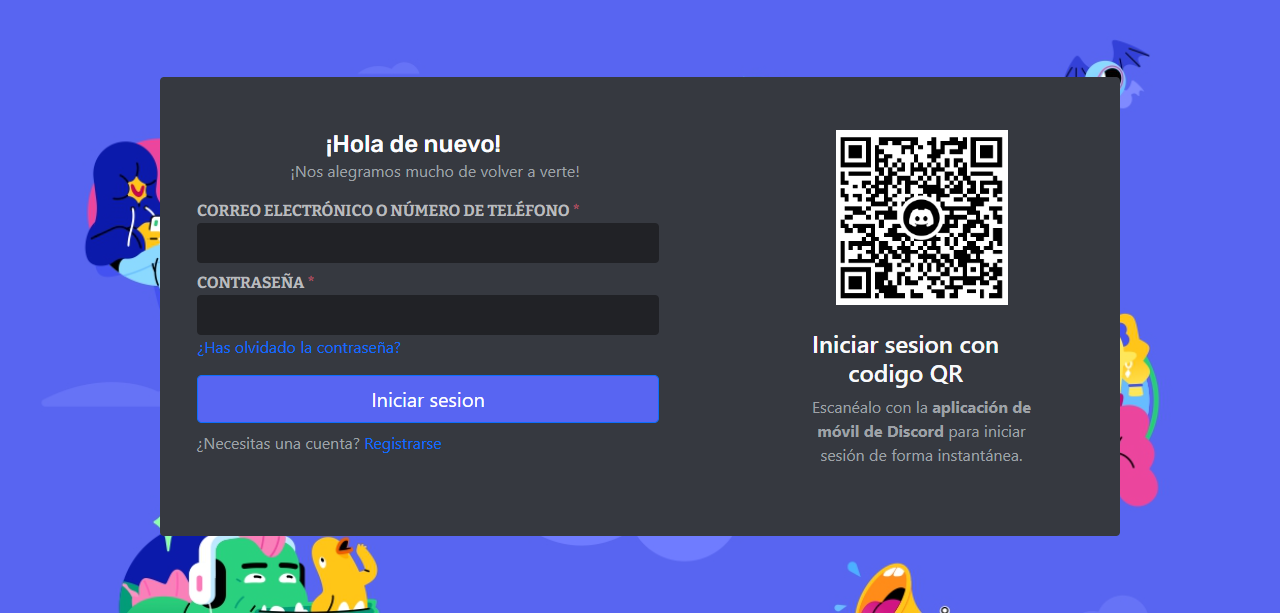 ¡Hola de nuevo!
¡Nos alegramos mucho de volver a verte!
CORREO ELECTRÓNICO O NÚMERO DE TELÉFONO *
CONTRASEÑA *
¿Has olvidado la contraseña?
Iniciar sesion
¿Necesitas una cuenta? Registrarse
Iniciar sesion con
codigo QR
Escanéalo con la aplicación de
móvil de Discord para iniciar
sesión de forma instantánea.